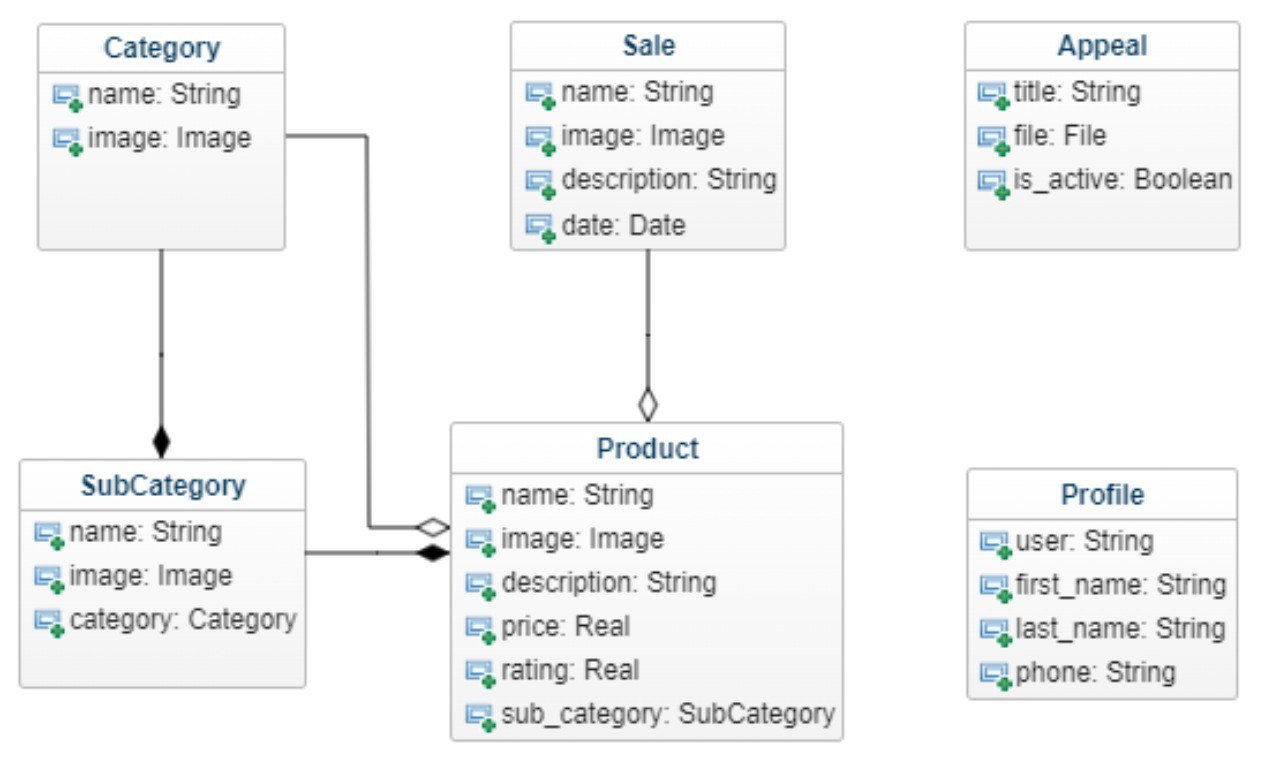 Category
name: String
image: Image
Sale
name: String
image: Image
description: String
date: Date
Appeal
title: String
file: File
is_active: Boolean
SubCategory
name: String
image: Image
category: Category
Product
name: String
image: Image
description: String
price: Real
rating: Real
sub_category: SubCategory
Profile
user: String
first_name: String
last_name: String
phone: String